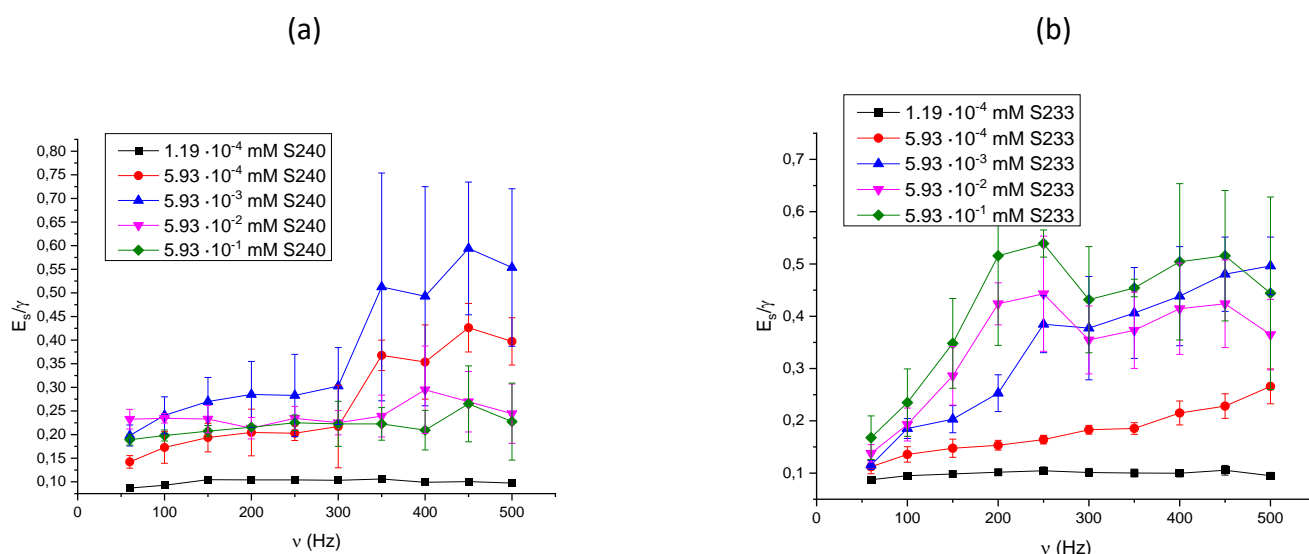 (a)
(b)
1.19 ·10⁻⁴ mM S240
5.93 ·10⁻⁴ mM S240
5.93 ·10⁻³ mM S240
5.93 ·10⁻² mM S240
5.93 ·10⁻¹ mM S240
0,80
0,75
0,70
0,65
0,60
0,55
0,50
0,45
0,40
0,35
0,30
0,25
0,20
0,15
0,10
Eₛ/γ
0 100 200 300 400 500
ν (Hz)
1.19 ·10⁻⁴ mM S233
5.93 ·10⁻⁴ mM S233
5.93 ·10⁻³ mM S233
5.93 ·10⁻² mM S233
5.93 ·10⁻¹ mM S233
0,7
0,6
0,5
0,4
0,3
0,2
0,1
Eₛ/γ
0 100 200 300 400 500
ν (Hz)